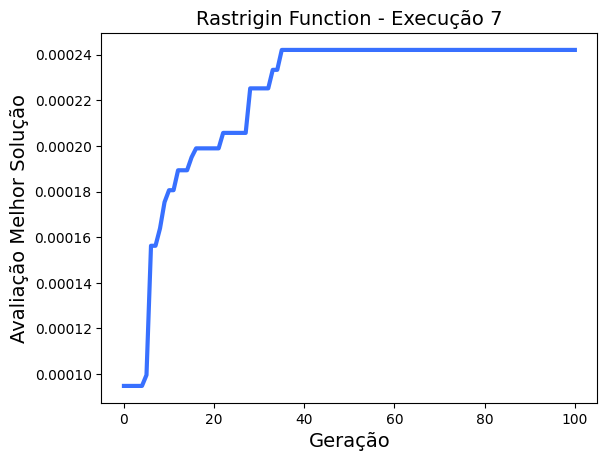 Rastrigin Function - Execução 7
Avaliação Melhor Solução
0.00024
0.00022
0.00020
0.00018
0.00016
0.00014
0.00012
0.00010
0 20 40 60 80 100
Geração